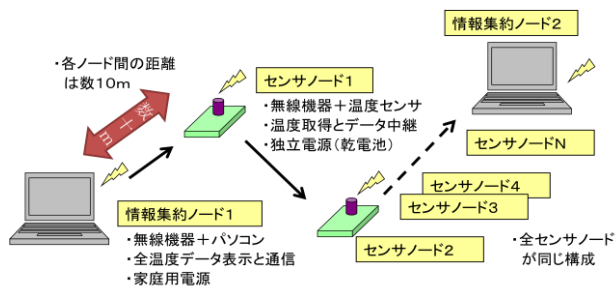 情報集約ノード2
・各ノード間の距離
は数10m
センサノード1
・無線機器＋温度センサ
・温度取得とデータ中継
・独立電源(乾電池)
数十m
センサノードN
センサノード4
センサノード3
情報集約ノード1
・無線機器＋パソコン
・全温度データ表示と通信
・家庭用電源
センサノード2
・全センサノード
が同じ構成